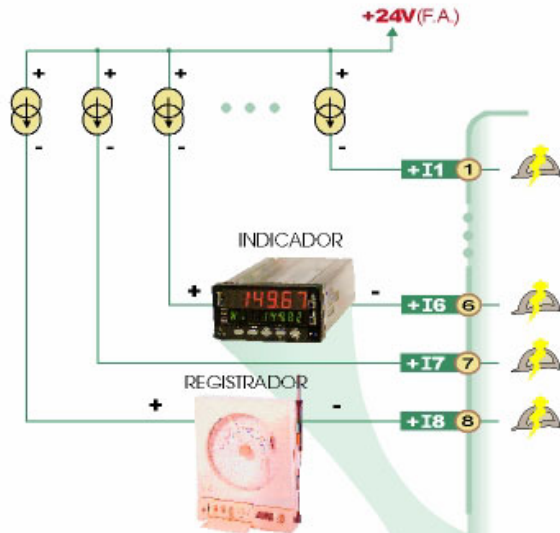 +24V(F.A.)
+ + + +
- - - -
+I1 1
INDICADOR
149.67
+ - +I6 6
+I7 7
REGISTRADOR
+ - +I8 8